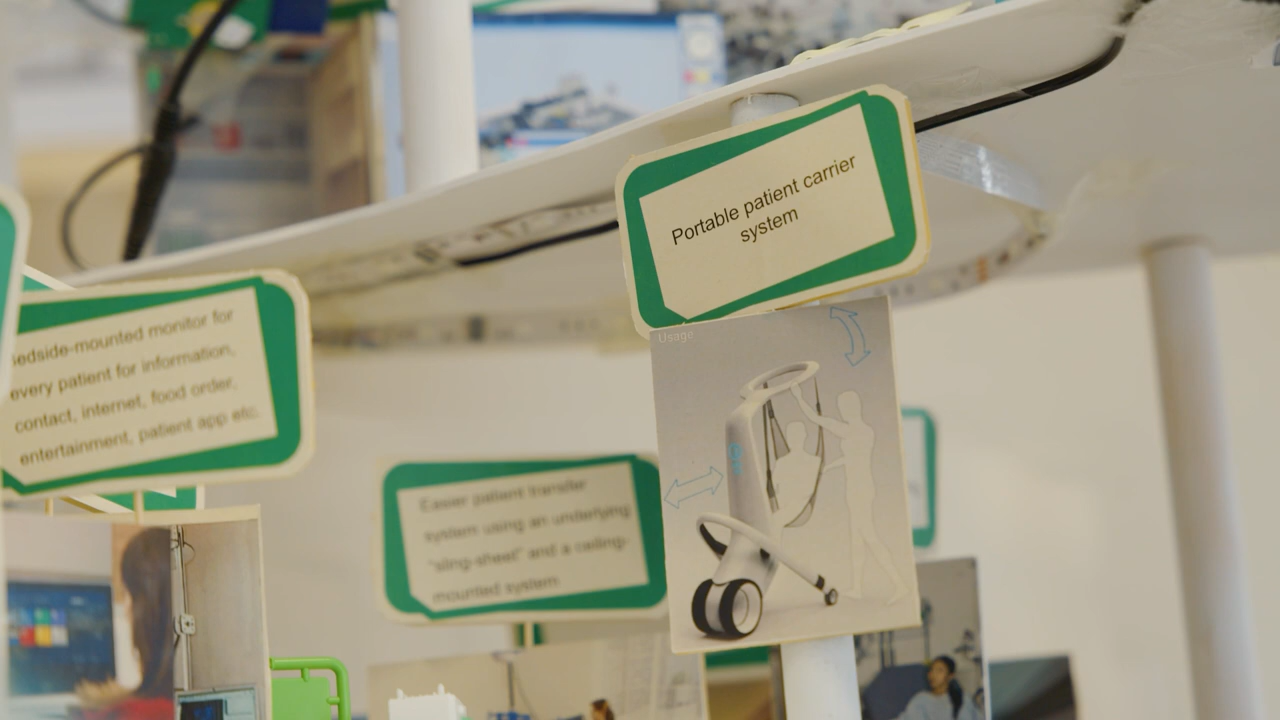 Portable patient carrier
system
Usage
edside-mounted monitor for
every patient for information,
contact, internet, food order,
entertainment, patient app etc.
Easier patient transfer
system using an underlying
"sling-sheet" and a ceiling-
mounted system.